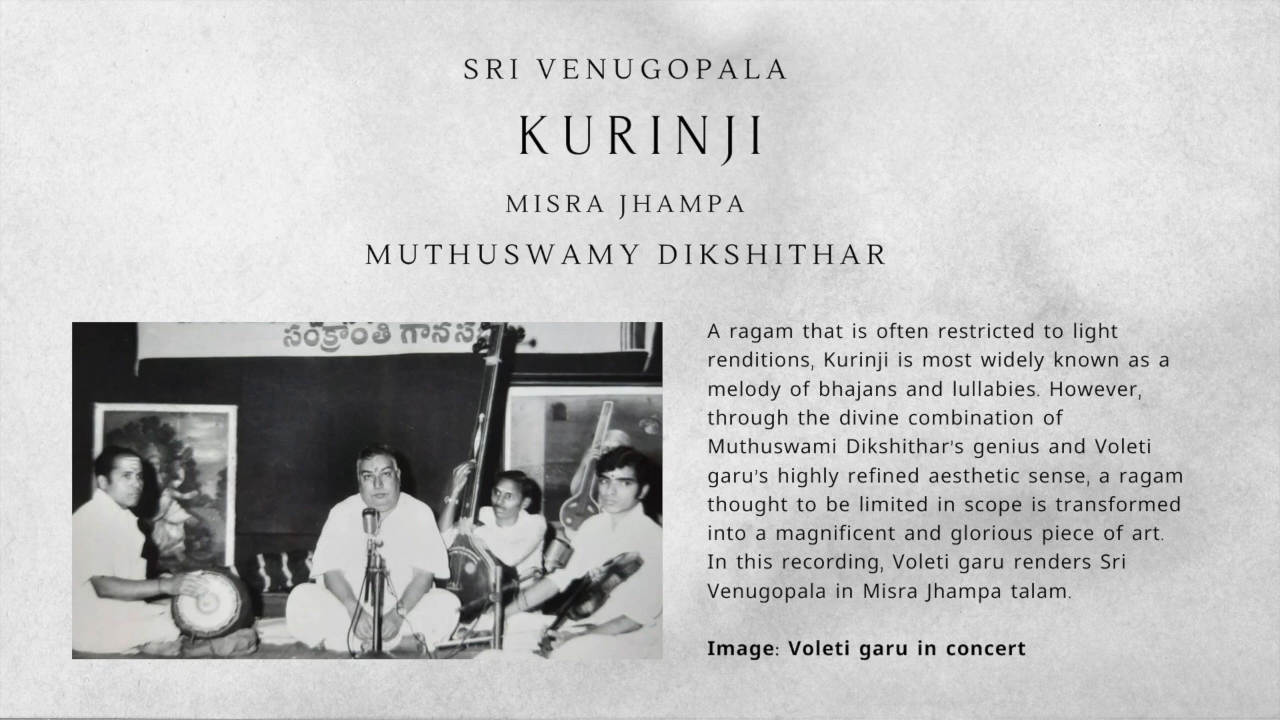 SRI VENUGOPALA
KURINJI
MISRA JHAMPA
MUTHUSWAMY DIKSHITHAR
సంక్రాంతి గానస
A ragam that is often restricted to light
renditions, Kurinji is most widely known as a
melody of bhajans and lullabies. However,
through the divine combination of
Muthuswami Dikshithar's genius and Voleti
garu's highly refined aesthetic sense, a ragam
thought to be limited in scope is transformed
into a magnificent and glorious piece of art.
In this recording, Voleti garu renders Sri
Venugopala in Misra Jhampa talam.
Image: Voleti garu in concert